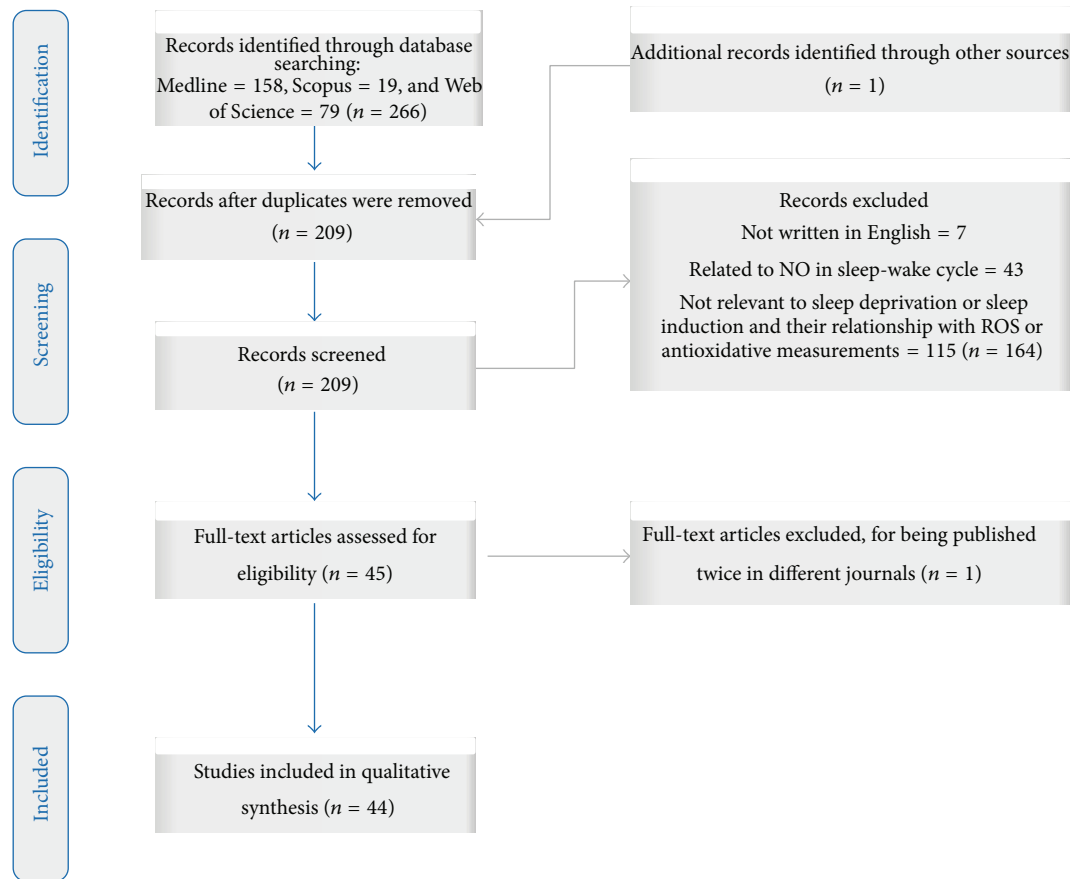 Identification
Records identified through database
searching:
Medline = 158, Scopus = 19, and Web
of Science = 79 (n = 266)
Additional records identified through other sources
(n = 1)
Records after duplicates were removed
(n = 209)
Screening
Records screened
(n = 209)
Records excluded
Not written in English = 7
Related to NO in sleep-wake cycle = 43
Not relevant to sleep deprivation or sleep
induction and their relationship with ROS or
antioxidative measurements = 115 (n = 164)
Eligibility
Full-text articles assessed for
eligibility (n = 45)
Full-text articles excluded, for being published
twice in different journals (n = 1)
Included
Studies included in qualitative
synthesis (n = 44)